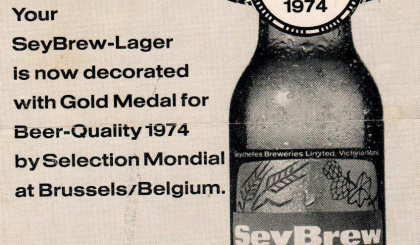 1974
Your
SeyBrew-Lager
is now decorated
with Gold Medal for
Beer-Quality 1974
by Selection Mondial
at Brussels/Belgium.
Seychelles Breweries Limited, Victoria/Mahé
SeyBrew